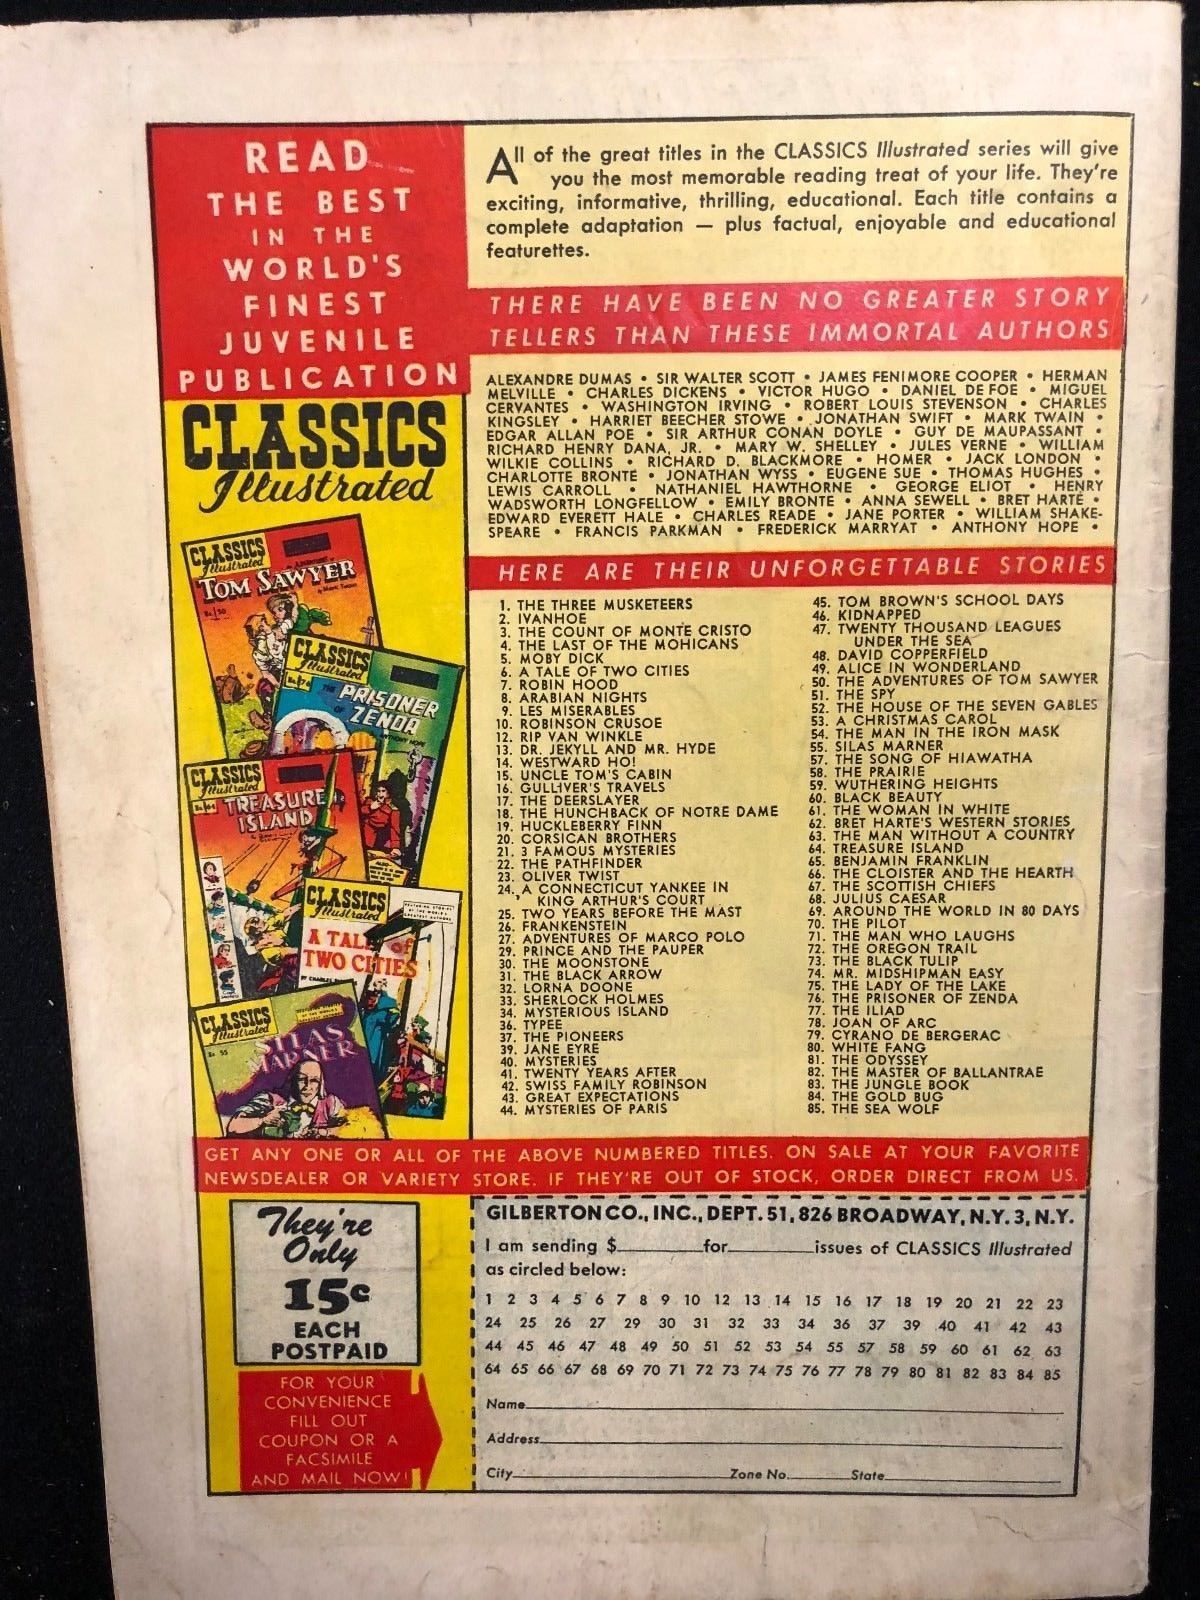 READ
THE BEST
IN THE
WORLD'S
FINEST
JUVENILE
PUBLICATION
CLASSICS
Illustrated
CLASSICS
Illustrated
TOM SAWYER
by Mark Twain
No. 50
CLASSICS
Illustrated
No. 76
THE PRISONER
OF ZENDA
ANTHONY HOPE
CLASSICS
Illustrated
No. 64
TREASURE
ISLAND
CLASSICS
Illustrated
A TALE of
TWO CITIES
CLASSICS
Illustrated
No. 55
SILAS
MARNER
All of the great titles in the CLASSICS Illustrated series will give
you the most memorable reading treat of your life. They're
exciting, informative, thrilling, educational. Each title contains a
complete adaptation — plus factual, enjoyable and educational
featurettes.
THERE HAVE BEEN NO GREATER STORY
TELLERS THAN THESE IMMORTAL AUTHORS
ALEXANDRE DUMAS • SIR WALTER SCOTT • JAMES FENIMORE COOPER • HERMAN
MELVILLE • CHARLES DICKENS • VICTOR HUGO • DANIEL DE FOE • MIGUEL
CERVANTES • WASHINGTON IRVING • ROBERT LOUIS STEVENSON • CHARLES
KINGSLEY • HARRIET BEECHER STOWE • JONATHAN SWIFT • MARK TWAIN •
EDGAR ALLAN POE • SIR ARTHUR CONAN DOYLE • GUY DE MAUPASSANT •
RICHARD HENRY DANA, JR. • MARY W. SHELLEY • JULES VERNE • WILLIAM
WILKIE COLLINS • RICHARD D. BLACKMORE • HOMER • JACK LONDON •
CHARLOTTE BRONTE • JONATHAN WYSS • EUGENE SUE • THOMAS HUGHES •
LEWIS CARROLL • NATHANIEL HAWTHORNE • GEORGE ELIOT • HENRY
WADSWORTH LONGFELLOW • EMILY BRONTE • ANNA SEWELL • BRET HARTE •
EDWARD EVERETT HALE • CHARLES READE • JANE PORTER • WILLIAM SHAKE-
SPEARE • FRANCIS PARKMAN • FREDERICK MARRYAT • ANTHONY HOPE •
HERE ARE THEIR UNFORGETTABLE STORIES
1. THE THREE MUSKETEERS
2. IVANHOE
3. THE COUNT OF MONTE CRISTO
4. THE LAST OF THE MOHICANS
5. MOBY DICK
6. A TALE OF TWO CITIES
7. ROBIN HOOD
8. ARABIAN NIGHTS
9. LES MISERABLES
10. ROBINSON CRUSOE
12. RIP VAN WINKLE
13. DR. JEKYLL AND MR. HYDE
14. WESTWARD HO!
15. UNCLE TOM'S CABIN
16. GULLIVER'S TRAVELS
17. THE DEERSLAYER
18. THE HUNCHBACK OF NOTRE DAME
19. HUCKLEBERRY FINN
20. CORSICAN BROTHERS
21. 3 FAMOUS MYSTERIES
22. THE PATHFINDER
23. OLIVER TWIST
24. A CONNECTICUT YANKEE IN
KING ARTHUR'S COURT
25. TWO YEARS BEFORE THE MAST
26. FRANKENSTEIN
27. ADVENTURES OF MARCO POLO
29. PRINCE AND THE PAUPER
30. THE MOONSTONE
31. THE BLACK ARROW
32. LORNA DOONE
33. SHERLOCK HOLMES
34. MYSTERIOUS ISLAND
36. TYPEE
37. THE PIONEERS
39. JANE EYRE
40. MYSTERIES
41. TWENTY YEARS AFTER
42. SWISS FAMILY ROBINSON
43. GREAT EXPECTATIONS
44. MYSTERIES OF PARIS
45. TOM BROWN'S SCHOOL DAYS
46. KIDNAPPED
47. TWENTY THOUSAND LEAGUES
UNDER THE SEA
48. DAVID COPPERFIELD
49. ALICE IN WONDERLAND
50. THE ADVENTURES OF TOM SAWYER
51. THE SPY
52. THE HOUSE OF THE SEVEN GABLES
53. A CHRISTMAS CAROL
54. THE MAN IN THE IRON MASK
55. SILAS MARNER
57. THE SONG OF HIAWATHA
58. THE PRAIRIE
59. WUTHERING HEIGHTS
60. BLACK BEAUTY
61. THE WOMAN IN WHITE
62. BRET HARTE'S WESTERN STORIES
63. THE MAN WITHOUT A COUNTRY
64. TREASURE ISLAND
65. BENJAMIN FRANKLIN
66. THE CLOISTER AND THE HEARTH
67. THE SCOTTISH CHIEFS
68. JULIUS CAESAR
69. AROUND THE WORLD IN 80 DAYS
70. THE PILOT
71. THE MAN WHO LAUGHS
72. THE OREGON TRAIL
73. THE BLACK TULIP
74. MR. MIDSHIPMAN EASY
75. THE LADY OF THE LAKE
76. THE PRISONER OF ZENDA
77. THE ILIAD
78. JOAN OF ARC
79. CYRANO DE BERGERAC
80. WHITE FANG
81. THE ODYSSEY
82. THE MASTER OF BALLANTRAE
83. THE JUNGLE BOOK
84. THE GOLD BUG
85. THE SEA WOLF
GET ANY ONE OR ALL OF THE ABOVE NUMBERED TITLES. ON SALE AT YOUR FAVORITE
NEWSDEALER OR VARIETY STORE. IF THEY'RE OUT OF STOCK, ORDER DIRECT FROM US.
They're
Only
15c
EACH
POSTPAID
FOR YOUR
CONVENIENCE
FILL OUT
COUPON OR A
FACSIMILE
AND MAIL NOW!
GILBERTON CO., INC., DEPT. 51, 826 BROADWAY, N.Y. 3, N.Y.
I am sending $ for issues of CLASSICS Illustrated
as circled below:
1 2 3 4 5 6 7 8 9 10 12 13 14 15 16 17 18 19 20 21 22 23
24 25 26 27 29 30 31 32 33 34 36 37 39 40 41 42 43
44 45 46 47 48 49 50 51 52 53 54 55 57 58 59 60 61 62 63
64 65 66 67 68 69 70 71 72 73 74 75 76 77 78 79 80 81 82 83 84 85
Name
Address
City Zone No. State